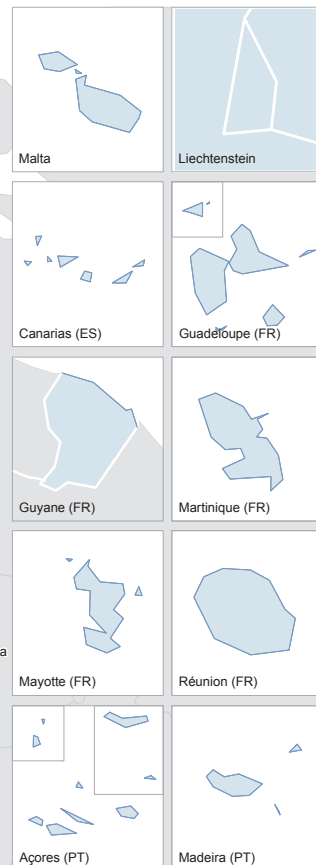 Malta
Liechtenstein
Canarias (ES)
Guadeloupe (FR)
Guyane (FR)
Martinique (FR)
a
Mayotte (FR)
Réunion (FR)
Açores (PT)
Madeira (PT)